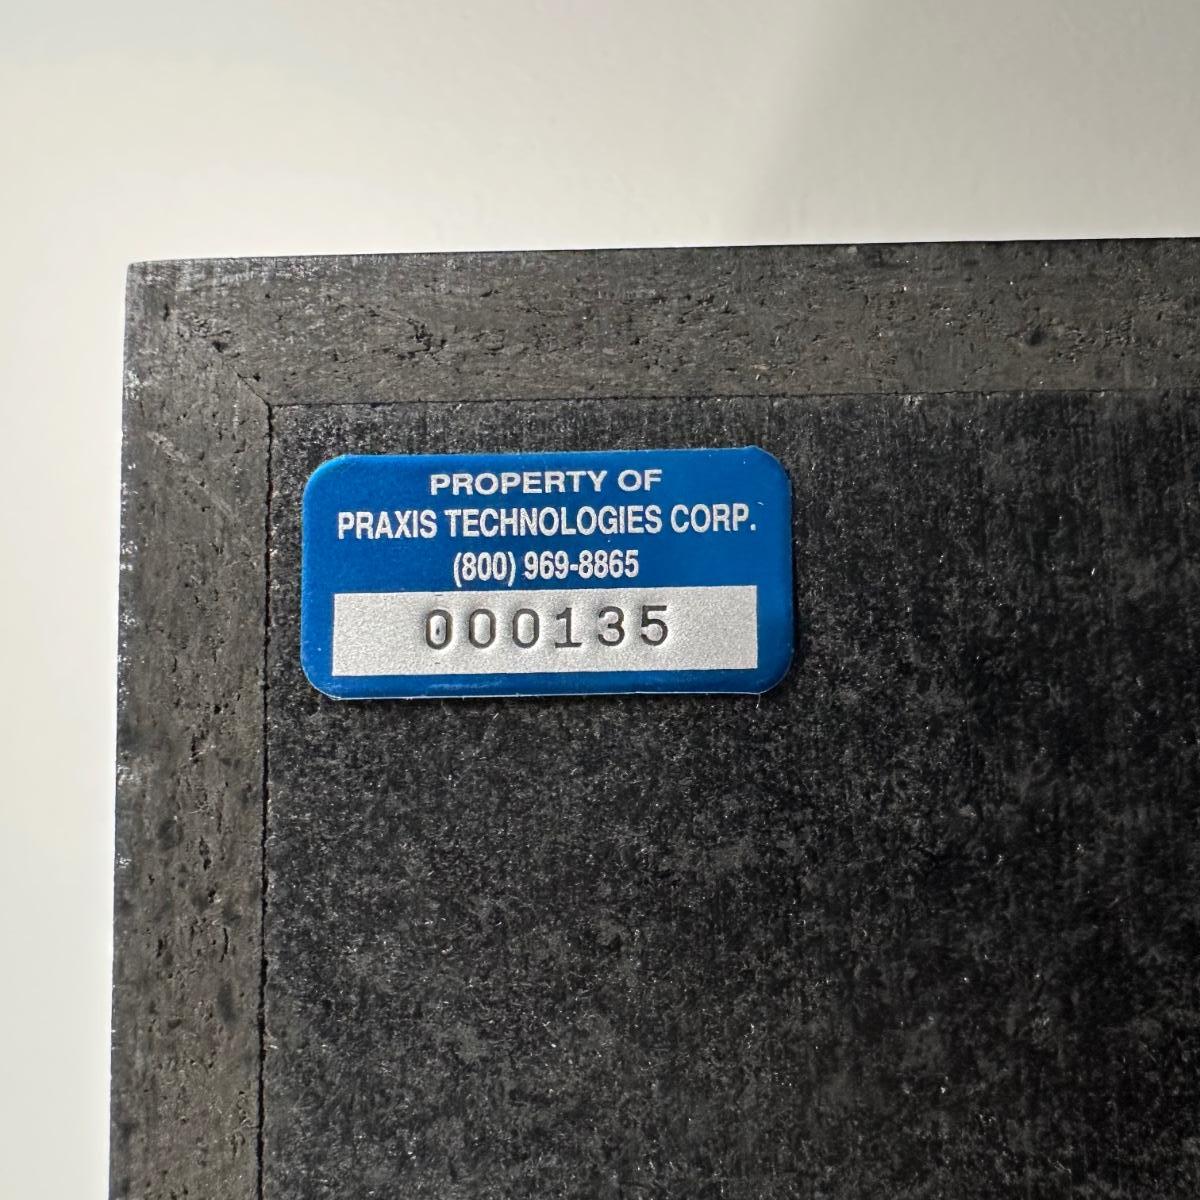 PROPERTY OF
PRAXIS TECHNOLOGIES CORP.
(800) 969-8865
000135